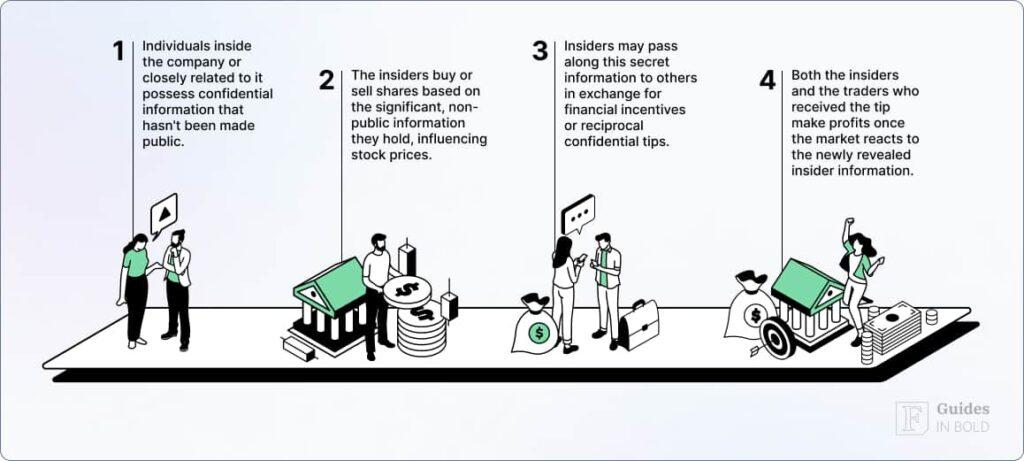 1
Individuals inside
the company or
closely related to it
possess confidential
information that
hasn't been made
public.
2
The insiders buy or
sell shares based on
the significant, non-
public information
they hold, influencing
stock prices.
3
Insiders may pass
along this secret
information to others
in exchange for
financial incentives
or reciprocal
confidential tips.
4
Both the insiders
and the traders who
received the tip
make profits once
the market reacts to
the newly revealed
insider information.
$
$
$
$
F
Guides
IN BOLD